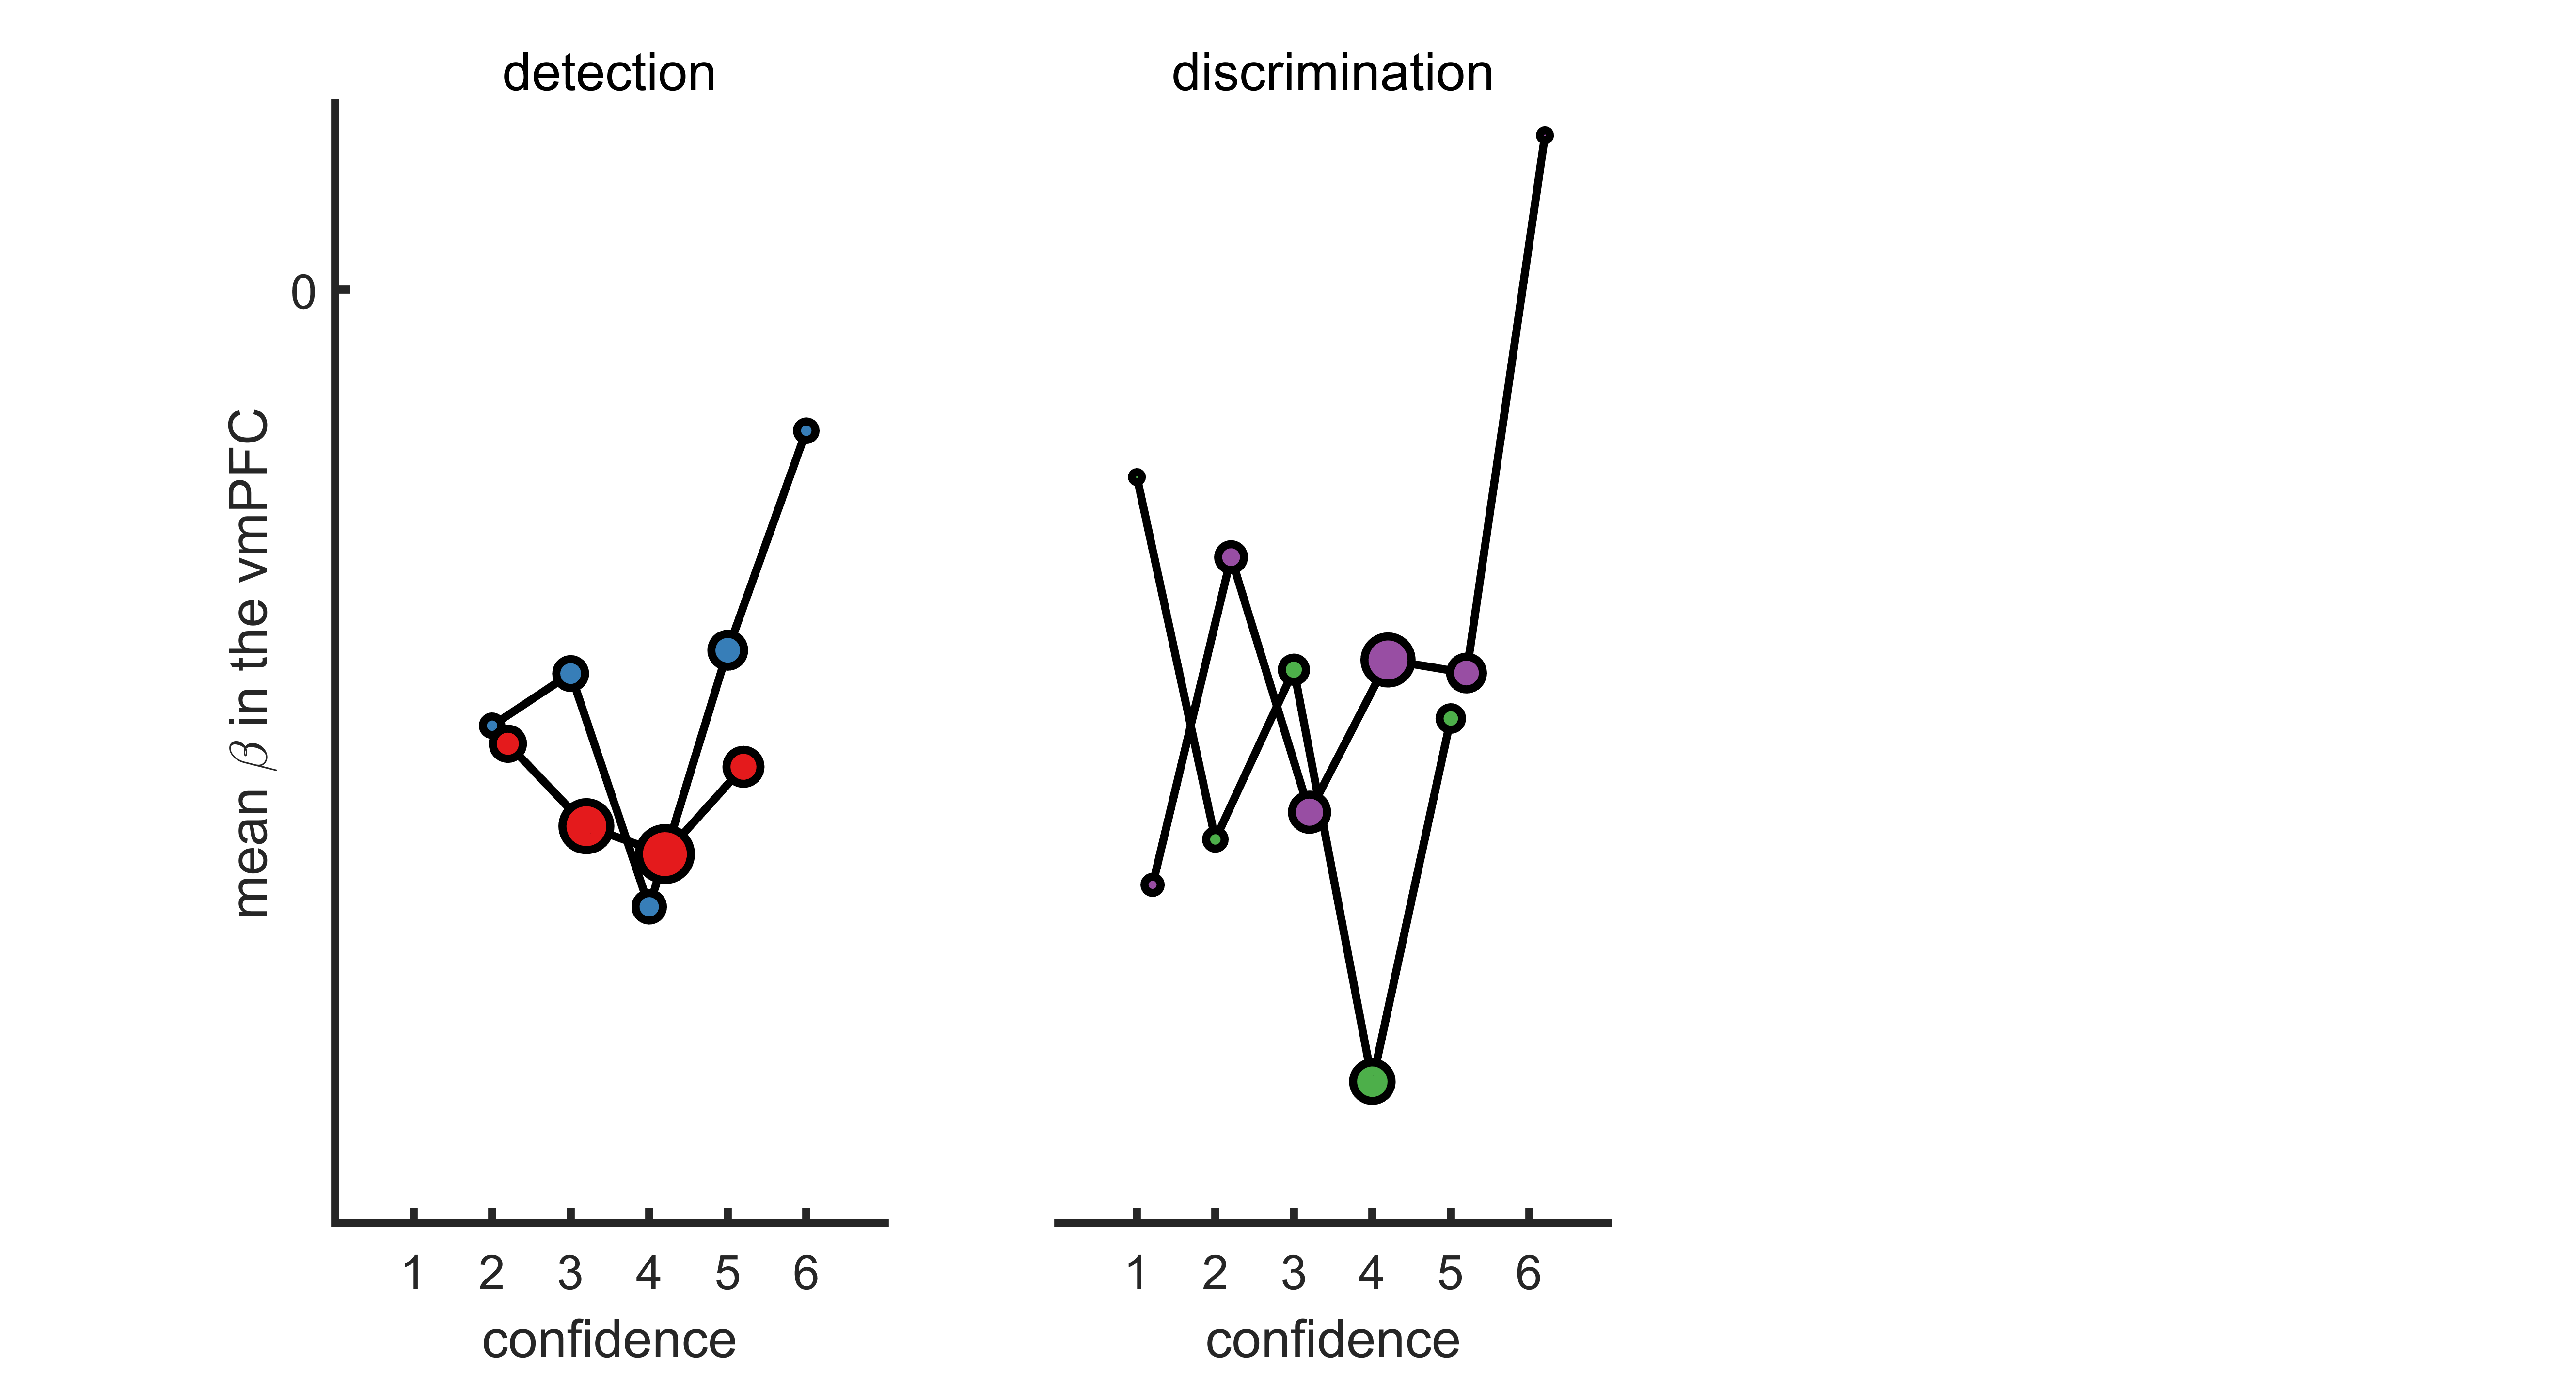 detection
discrimination
0
mean β in the vmPFC
1 2 3 4 5 6
1 2 3 4 5 6
confidence
confidence